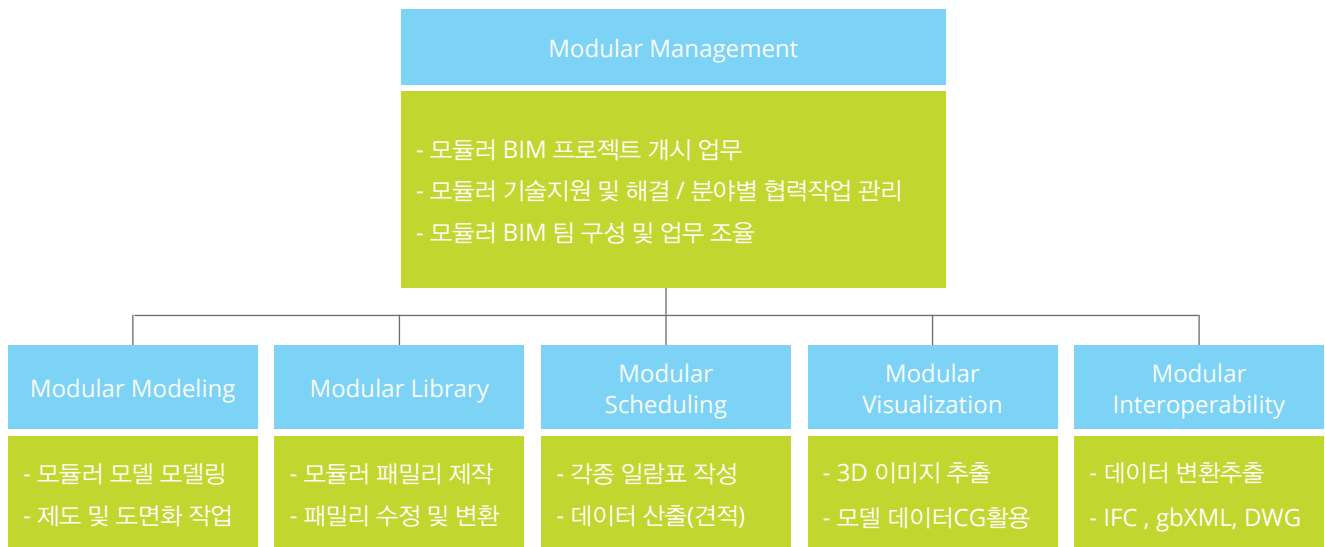 Modular Management
- 모듈러 BIM 프로젝트 개시 업무
- 모듈러 기술지원 및 해결 / 분야별 협력작업 관리
- 모듈러 BIM 팀 구성 및 업무 조율
Modular Modeling
- 모듈러 모델 모델링
- 제도 및 도면화 작업
Modular Library
- 모듈러 패밀리 제작
- 패밀리 수정 및 변환
Modular
Scheduling
- 각종 일람표 작성
- 데이터 산출(견적)
Modular
Visualization
- 3D 이미지 추출
- 모델 데이터CG활용
Modular
Interoperability
- 데이터 변환추출
- IFC , gbXML, DWG